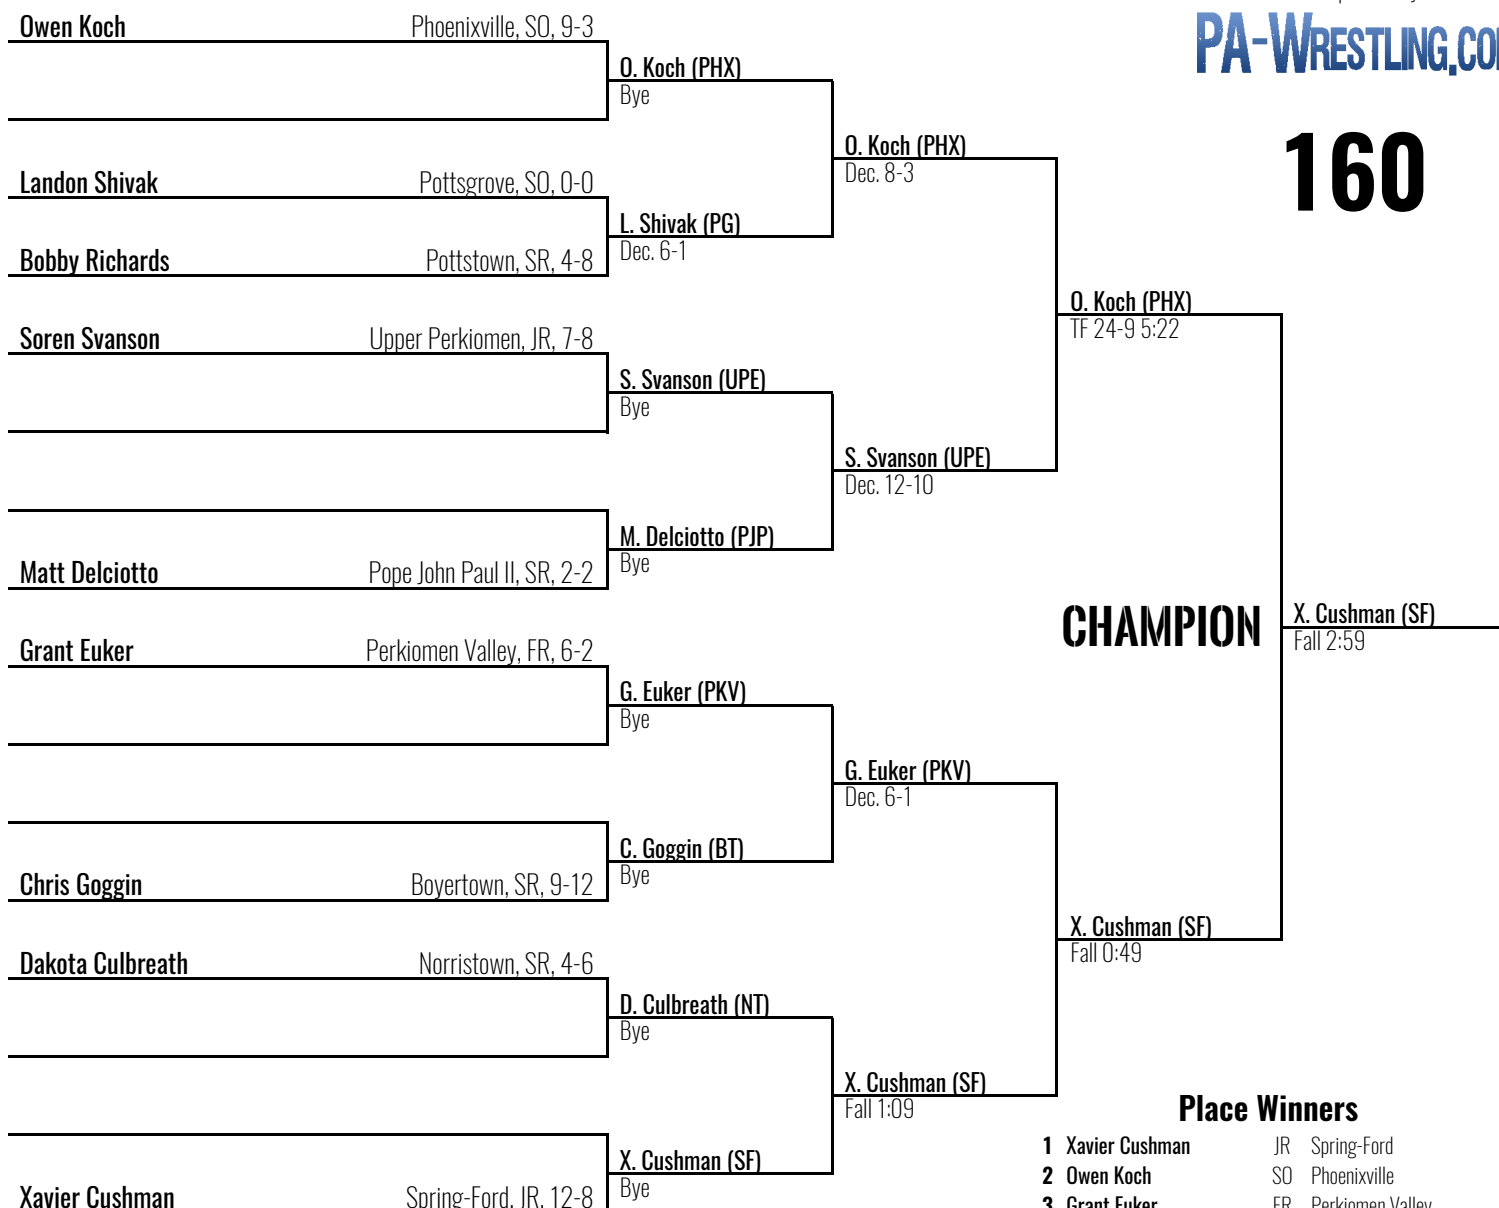 Owen Koch Phoenixville, SO, 9-3
O. Koch (PHX)
Bye
PA-WRESTLING.CO
160
O. Koch (PHX)
Dec. 8-3
Landon Shivak Pottsgrove, SO, 0-0
L. Shivak (PG)
Dec. 6-1
Bobby Richards Pottstown, SR, 4-8
O. Koch (PHX)
TF 24-9 5:22
Soren Svanson Upper Perkiomen, JR, 7-8
S. Svanson (UPE)
Bye
S. Svanson (UPE)
Dec. 12-10
M. Delciotto (PJP)
Bye
Matt Delciotto Pope John Paul II, SR, 2-2
CHAMPION
X. Cushman (SF)
Fall 2:59
Grant Euker Perkiomen Valley, FR, 6-2
G. Euker (PKV)
Bye
G. Euker (PKV)
Dec. 6-1
C. Goggin (BT)
Bye
Chris Goggin Boyertown, SR, 9-12
X. Cushman (SF)
Fall 0:49
Dakota Culbreath Norristown, SR, 4-6
D. Culbreath (NT)
Bye
X. Cushman (SF)
Fall 1:09
X. Cushman (SF)
Bye
Xavier Cushman Spring-Ford, JR, 12-8
Place Winners
1 Xavier Cushman JR Spring-Ford
2 Owen Koch SO Phoenixville
3 Grant Euker FR Perkiomen Valley